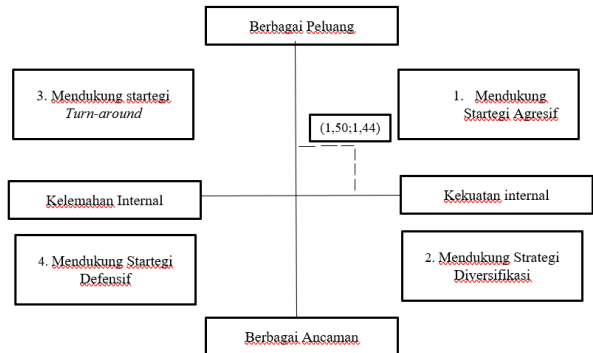 Berbagai Peluang
3. Mendukung startegi
Turn-around
1. Mendukung
Startegi Agresif
(1,50;1,44)
Kelemahan Internal
Kekuatan internal
4. Mendukung Startegi
Defensif
2. Mendukung Strategi
Diversifikasi
Berbagai Ancaman